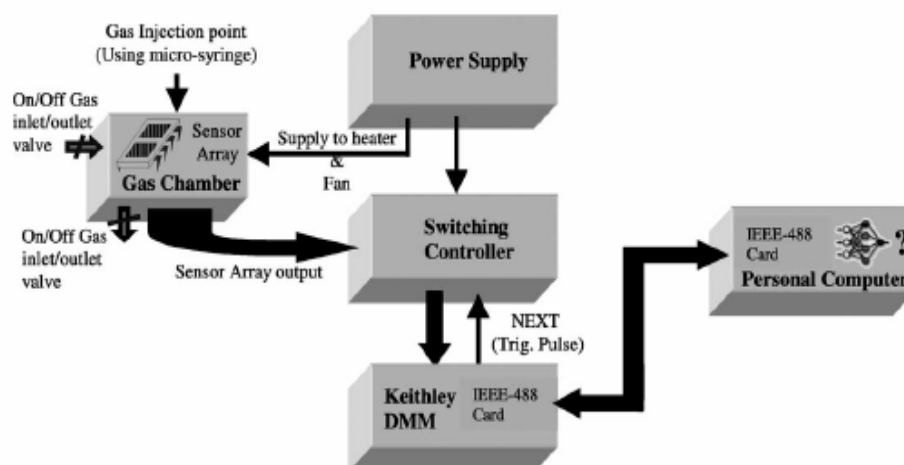 Gas Injection point
(Using micro-syringe)
Power Supply
On/Off Gas
inlet/outlet
valve
Sensor
Array
Gas Chamber
Supply to heater
&
Fan
On/Off Gas
inlet/outlet
valve
Sensor Array output
Switching
Controller
IEEE-488
Card
?
Personal Computer
NEXT
(Trig. Pulse)
Keithley
DMM
IEEE-488
Card